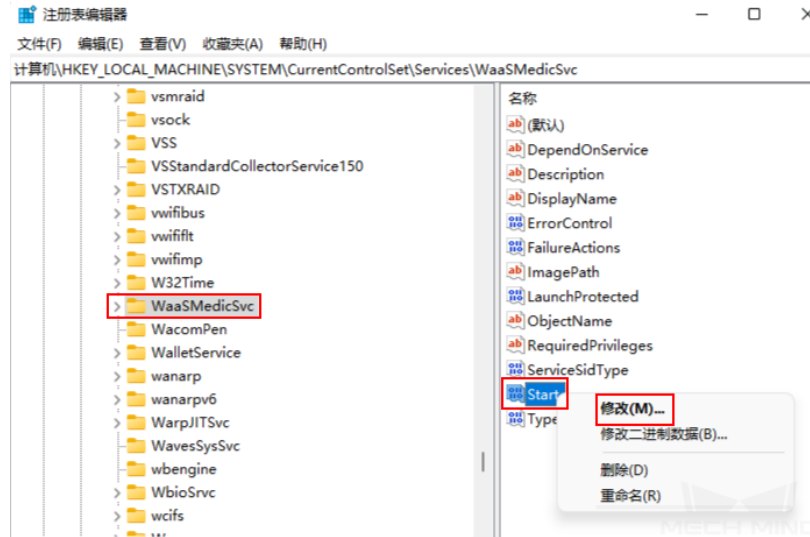 注册表编辑器
文件(F) 编辑(E) 查看(V) 收藏夹(A) 帮助(H)
计算机\HKEY_LOCAL_MACHINE\SYSTEM\CurrentControlSet\Services\WaaSMedicSvc
vsmraid
vsock
VSS
VSStandardCollectorService150
VSTXRAID
vwifibus
vwififlt
vwifimp
W32Time
WaaSMedicSvc
WacomPen
WalletService
wanarp
wanarpv6
WarpJITSvc
WavesSysSvc
wbengine
WbioSrvc
wcifs
名称
(默认)
DependOnService
Description
DisplayName
ErrorControl
FailureActions
ImagePath
LaunchProtected
ObjectName
RequiredPrivileges
ServiceSidType
Start
Type
修改(M)...
修改二进制数据(B)...
删除(D)
重命名(R)
MECH MIND